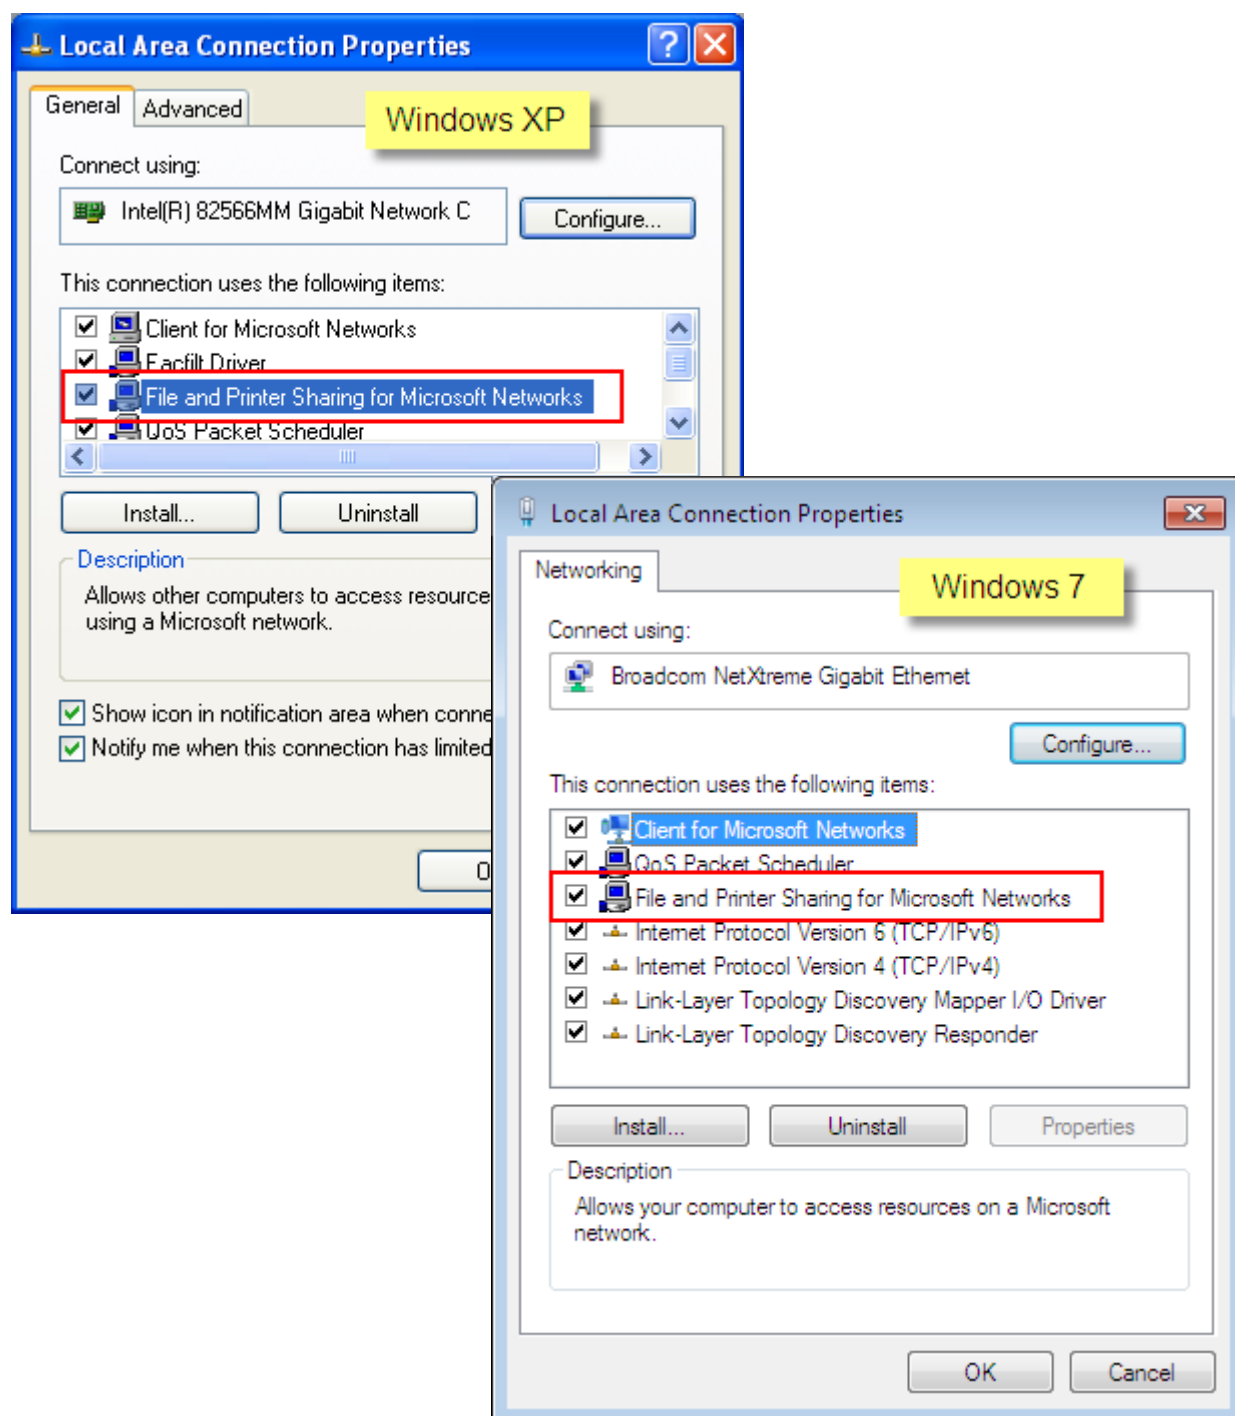 Local Area Connection Properties
General
Advanced
Windows XP
Connect using:
Intel(R) 82566MM Gigabit Network C
Configure...
This connection uses the following items:
Client for Microsoft Networks
Eacfilt Driver
File and Printer Sharing for Microsoft Networks
QoS Packet Scheduler
Install...
Uninstall
Description
Allows other computers to access resource
using a Microsoft network.
Show icon in notification area when conne
Notify me when this connection has limited
O
Local Area Connection Properties
Networking
Windows 7
Connect using:
Broadcom NetXtreme Gigabit Ethernet
Configure...
This connection uses the following items:
Client for Microsoft Networks
QoS Packet Scheduler
File and Printer Sharing for Microsoft Networks
Internet Protocol Version 6 (TCP/IPv6)
Internet Protocol Version 4 (TCP/IPv4)
Link-Layer Topology Discovery Mapper I/O Driver
Link-Layer Topology Discovery Responder
Install...
Uninstall
Properties
Description
Allows your computer to access resources on a Microsoft
network.
OK
Cancel